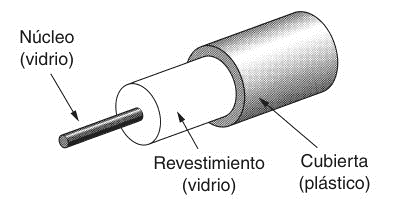 Núcleo
(vidrio)
Revestimiento
(vidrio)
Cubierta
(plástico)